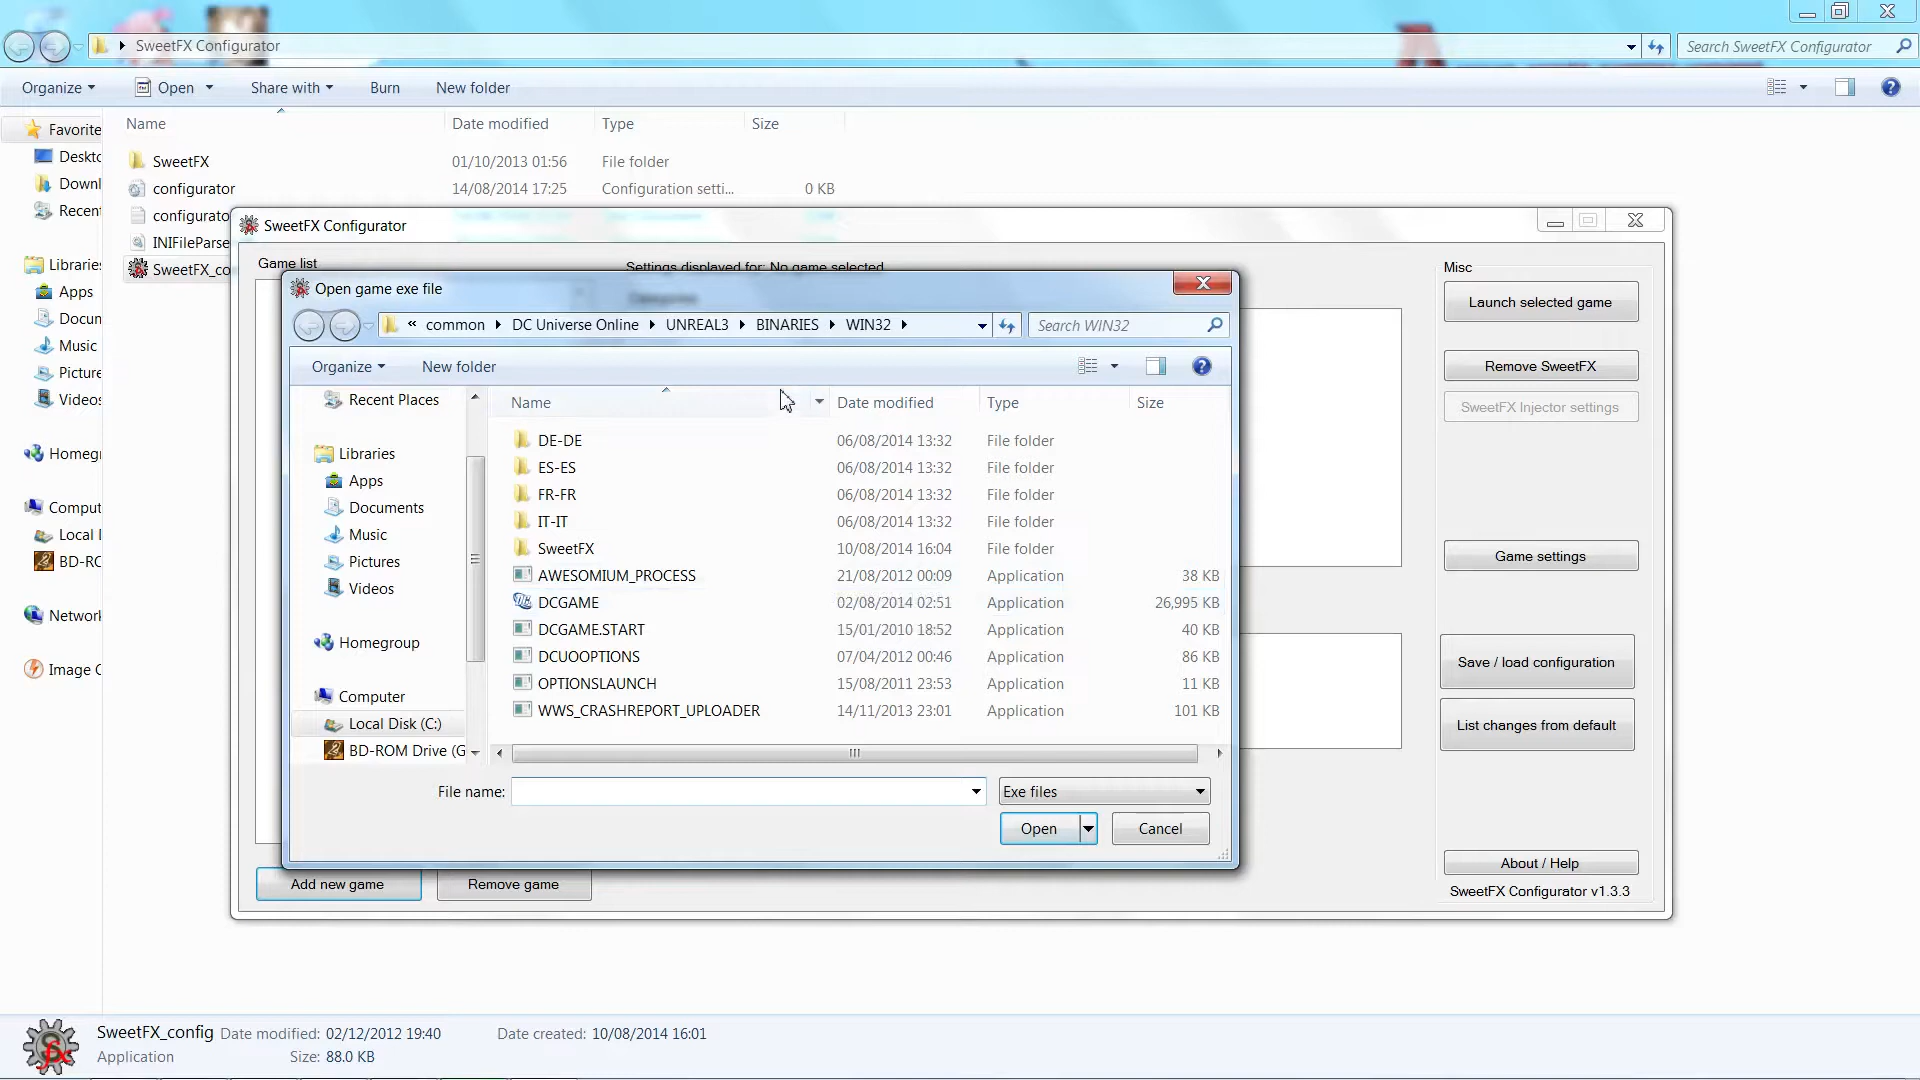 SweetFX Configurator
Search SweetFX Configurator
Organize
Open
Share with
Burn
New folder
Name
Date modified
Type
Size
Favorite
Deskto
Downl
Recent
Libraries
Apps
Docum
Music
Picture
Videos
Homegr
Compute
Local I
BD-RC
Network
Image C
SweetFX
01/10/2013 01:56
File folder
configurator
14/08/2014 17:25
Configuration setti...
0 KB
configurato
INIFileParse
SweetFX_co
SweetFX Configurator
Game list
Settings displayed for: No game selected
Categories
Misc
Launch selected game
Remove SweetFX
SweetFX Injector settings
Game settings
Save / load configuration
List changes from default
About / Help
SweetFX Configurator v1.3.3
Add new game
Remove game
Open game exe file
« common
DC Universe Online
UNREAL3
BINARIES
WIN32
Search WIN32
Organize
New folder
Recent Places
Libraries
Apps
Documents
Music
Pictures
Videos
Homegroup
Computer
Local Disk (C:)
BD-ROM Drive (G
Name
Date modified
Type
Size
DE-DE 06/08/2014 13:32 File folder
ES-ES 06/08/2014 13:32 File folder
FR-FR 06/08/2014 13:32 File folder
IT-IT 06/08/2014 13:32 File folder
SweetFX 10/08/2014 16:04 File folder
AWESOMIUM_PROCESS 21/08/2012 00:09 Application 38 KB
DCGAME 02/08/2014 02:51 Application 26,995 KB
DCGAME.START 15/01/2010 18:52 Application 40 KB
DCUOOPTIONS 07/04/2012 00:46 Application 86 KB
OPTIONSLAUNCH 15/08/2011 23:53 Application 11 KB
WWS_CRASHREPORT_UPLOADER 14/11/2013 23:01 Application 101 KB
File name:
Exe files
Open
Cancel
SweetFX_config Date modified: 02/12/2012 19:40 Date created: 10/08/2014 16:01
Application Size: 88.0 KB